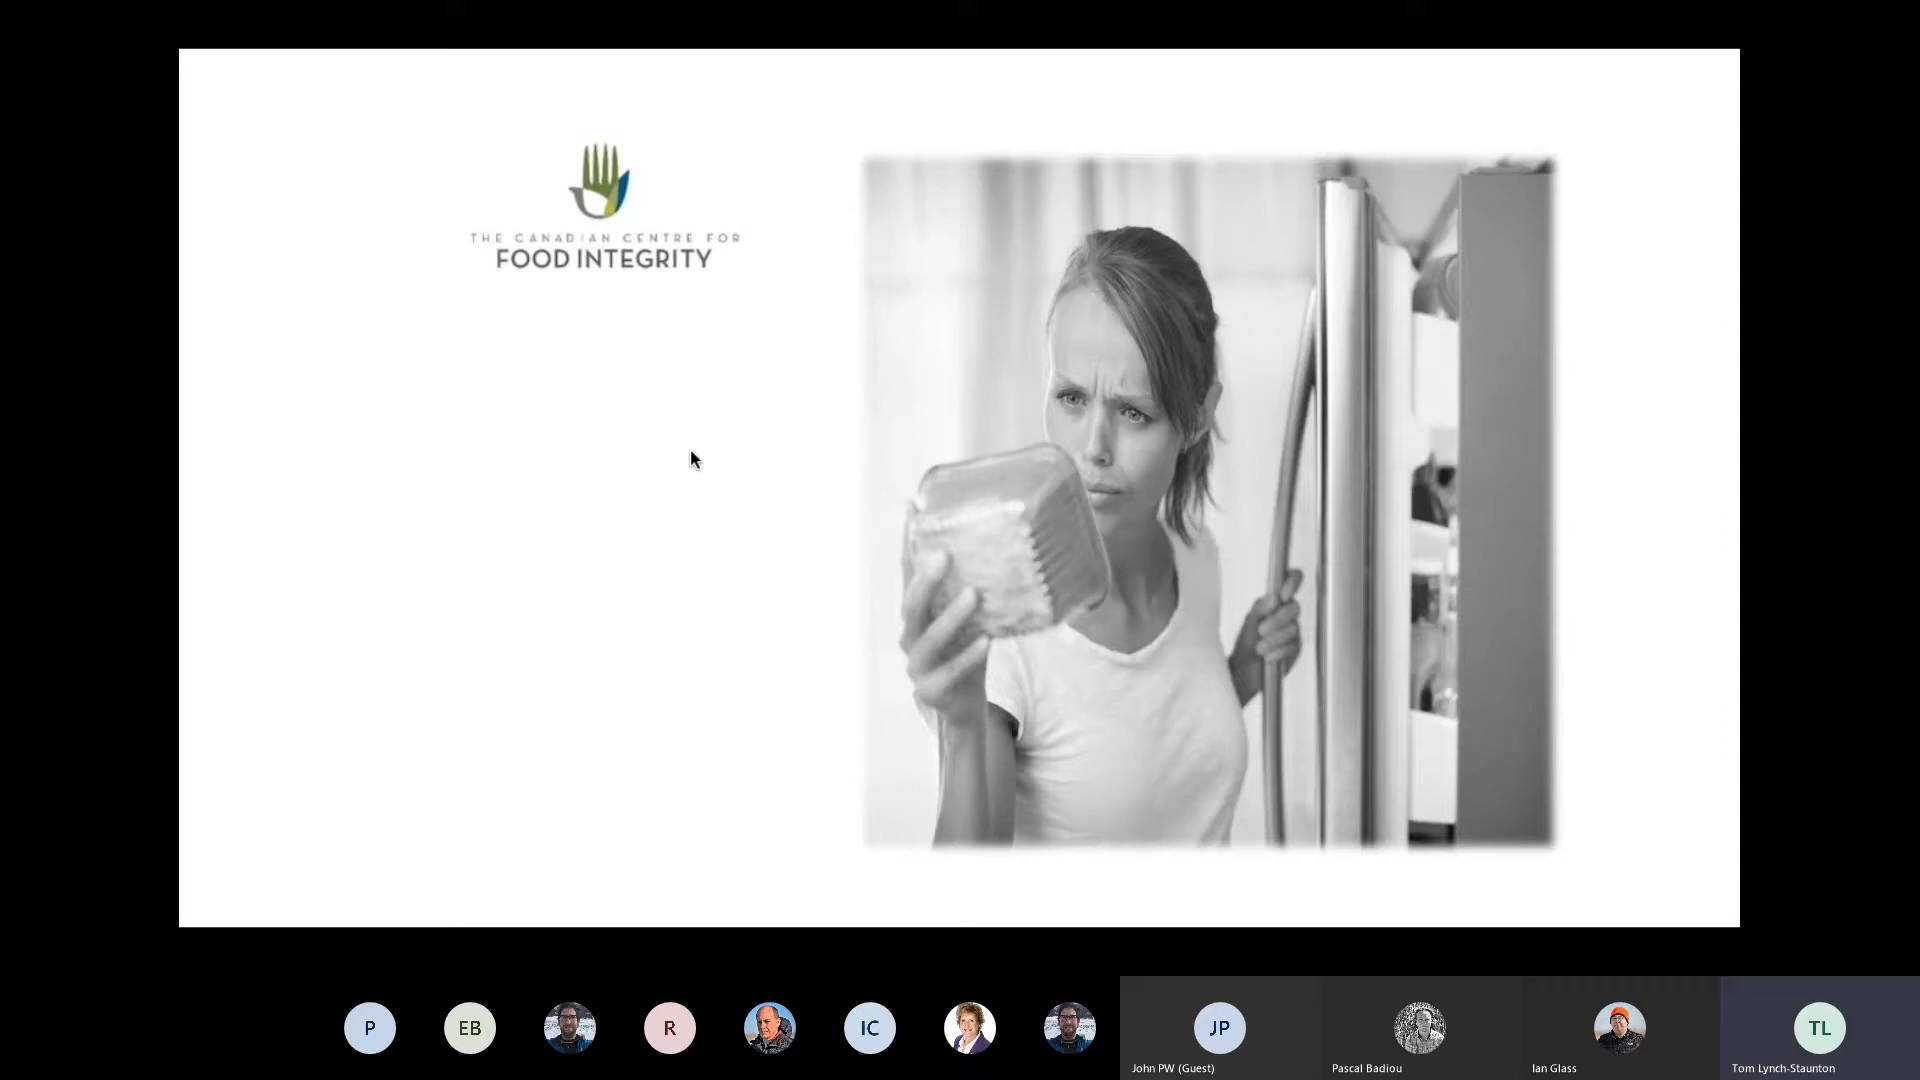 THE CANADIAN CENTRE FOR
FOOD INTEGRITY
P
EB
R
IC
JP
TL
John PW (Guest)
Pascal Badiou
Ian Glass
Tom Lynch-Staunton